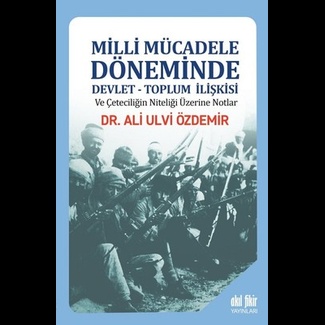 MİLLİ MÜCADELE
DÖNEMİNDE
DEVLET - TOPLUM İLİŞKİSİ
Ve Çeteciliğin Niteliği Üzerine Notlar
DR. ALİ ULVİ ÖZDEMİR
akıl fikir
YAYINLARI